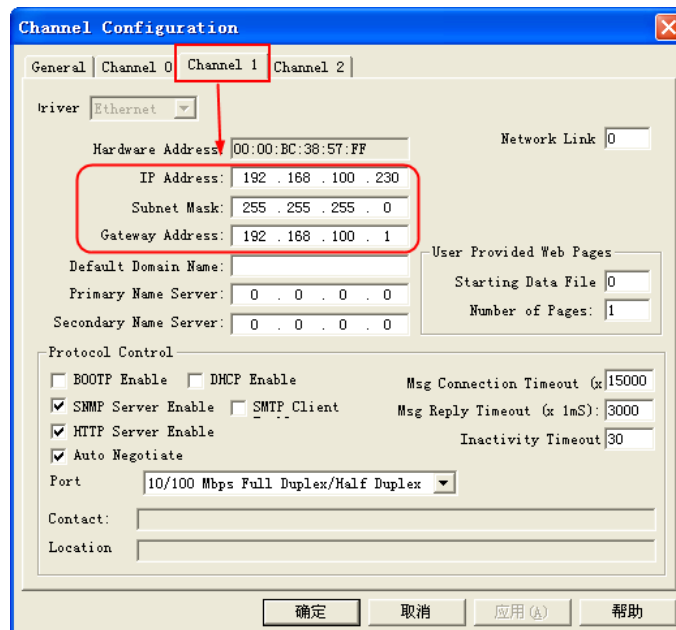 Channel Configuration
General Channel 0 Channel 1 Channel 2
river Ethernet
Hardware Address: 00:00:BC:38:57:FF
Network Link 0
IP Address: 192 . 168 . 100 . 230
Subnet Mask: 255 . 255 . 255 . 0
Gateway Address: 192 . 168 . 100 . 1
Default Domain Name:
Primary Name Server: 0 . 0 . 0 . 0
Secondary Name Server: 0 . 0 . 0 . 0
User Provided Web Pages
Starting Data File 0
Number of Pages: 1
Protocol Control
BOOTP Enable DHCP Enable
SNMP Server Enable SMTP Client
HTTP Server Enable
Auto Negotiate
Msg Connection Timeout (x 15000
Msg Reply Timeout (x 1mS): 3000
Inactivity Timeout 30
Port 10/100 Mbps Full Duplex/Half Duplex
Contact:
Location
确定 取消 应用(A) 帮助